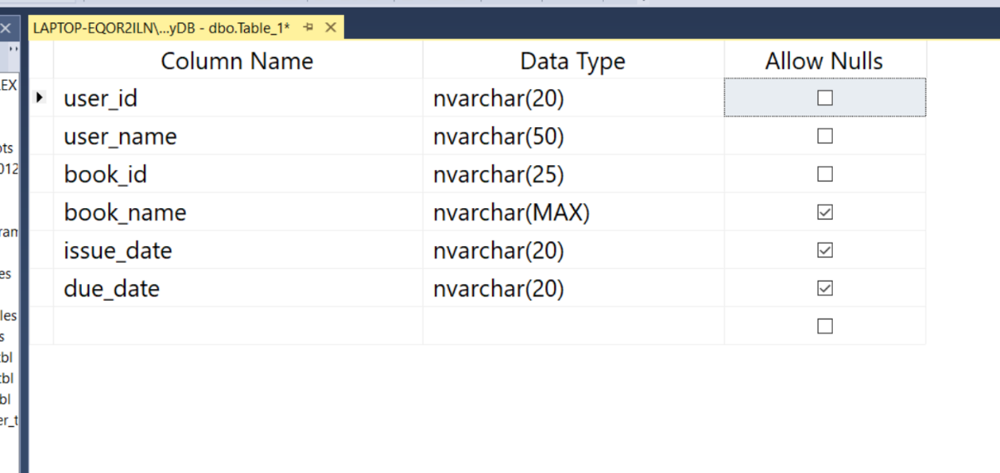 LAPTOP-EQOR2ILN\...yDB - dbo.Table_1*
Column Name Data Type Allow Nulls
EX
user_id nvarchar(20)
user_name nvarchar(50)
ots
012
book_id nvarchar(25)
book_name nvarchar(MAX)
ram
issue_date nvarchar(20)
es
due_date nvarchar(20)
les
s
tbl
tbl
bl
er_t